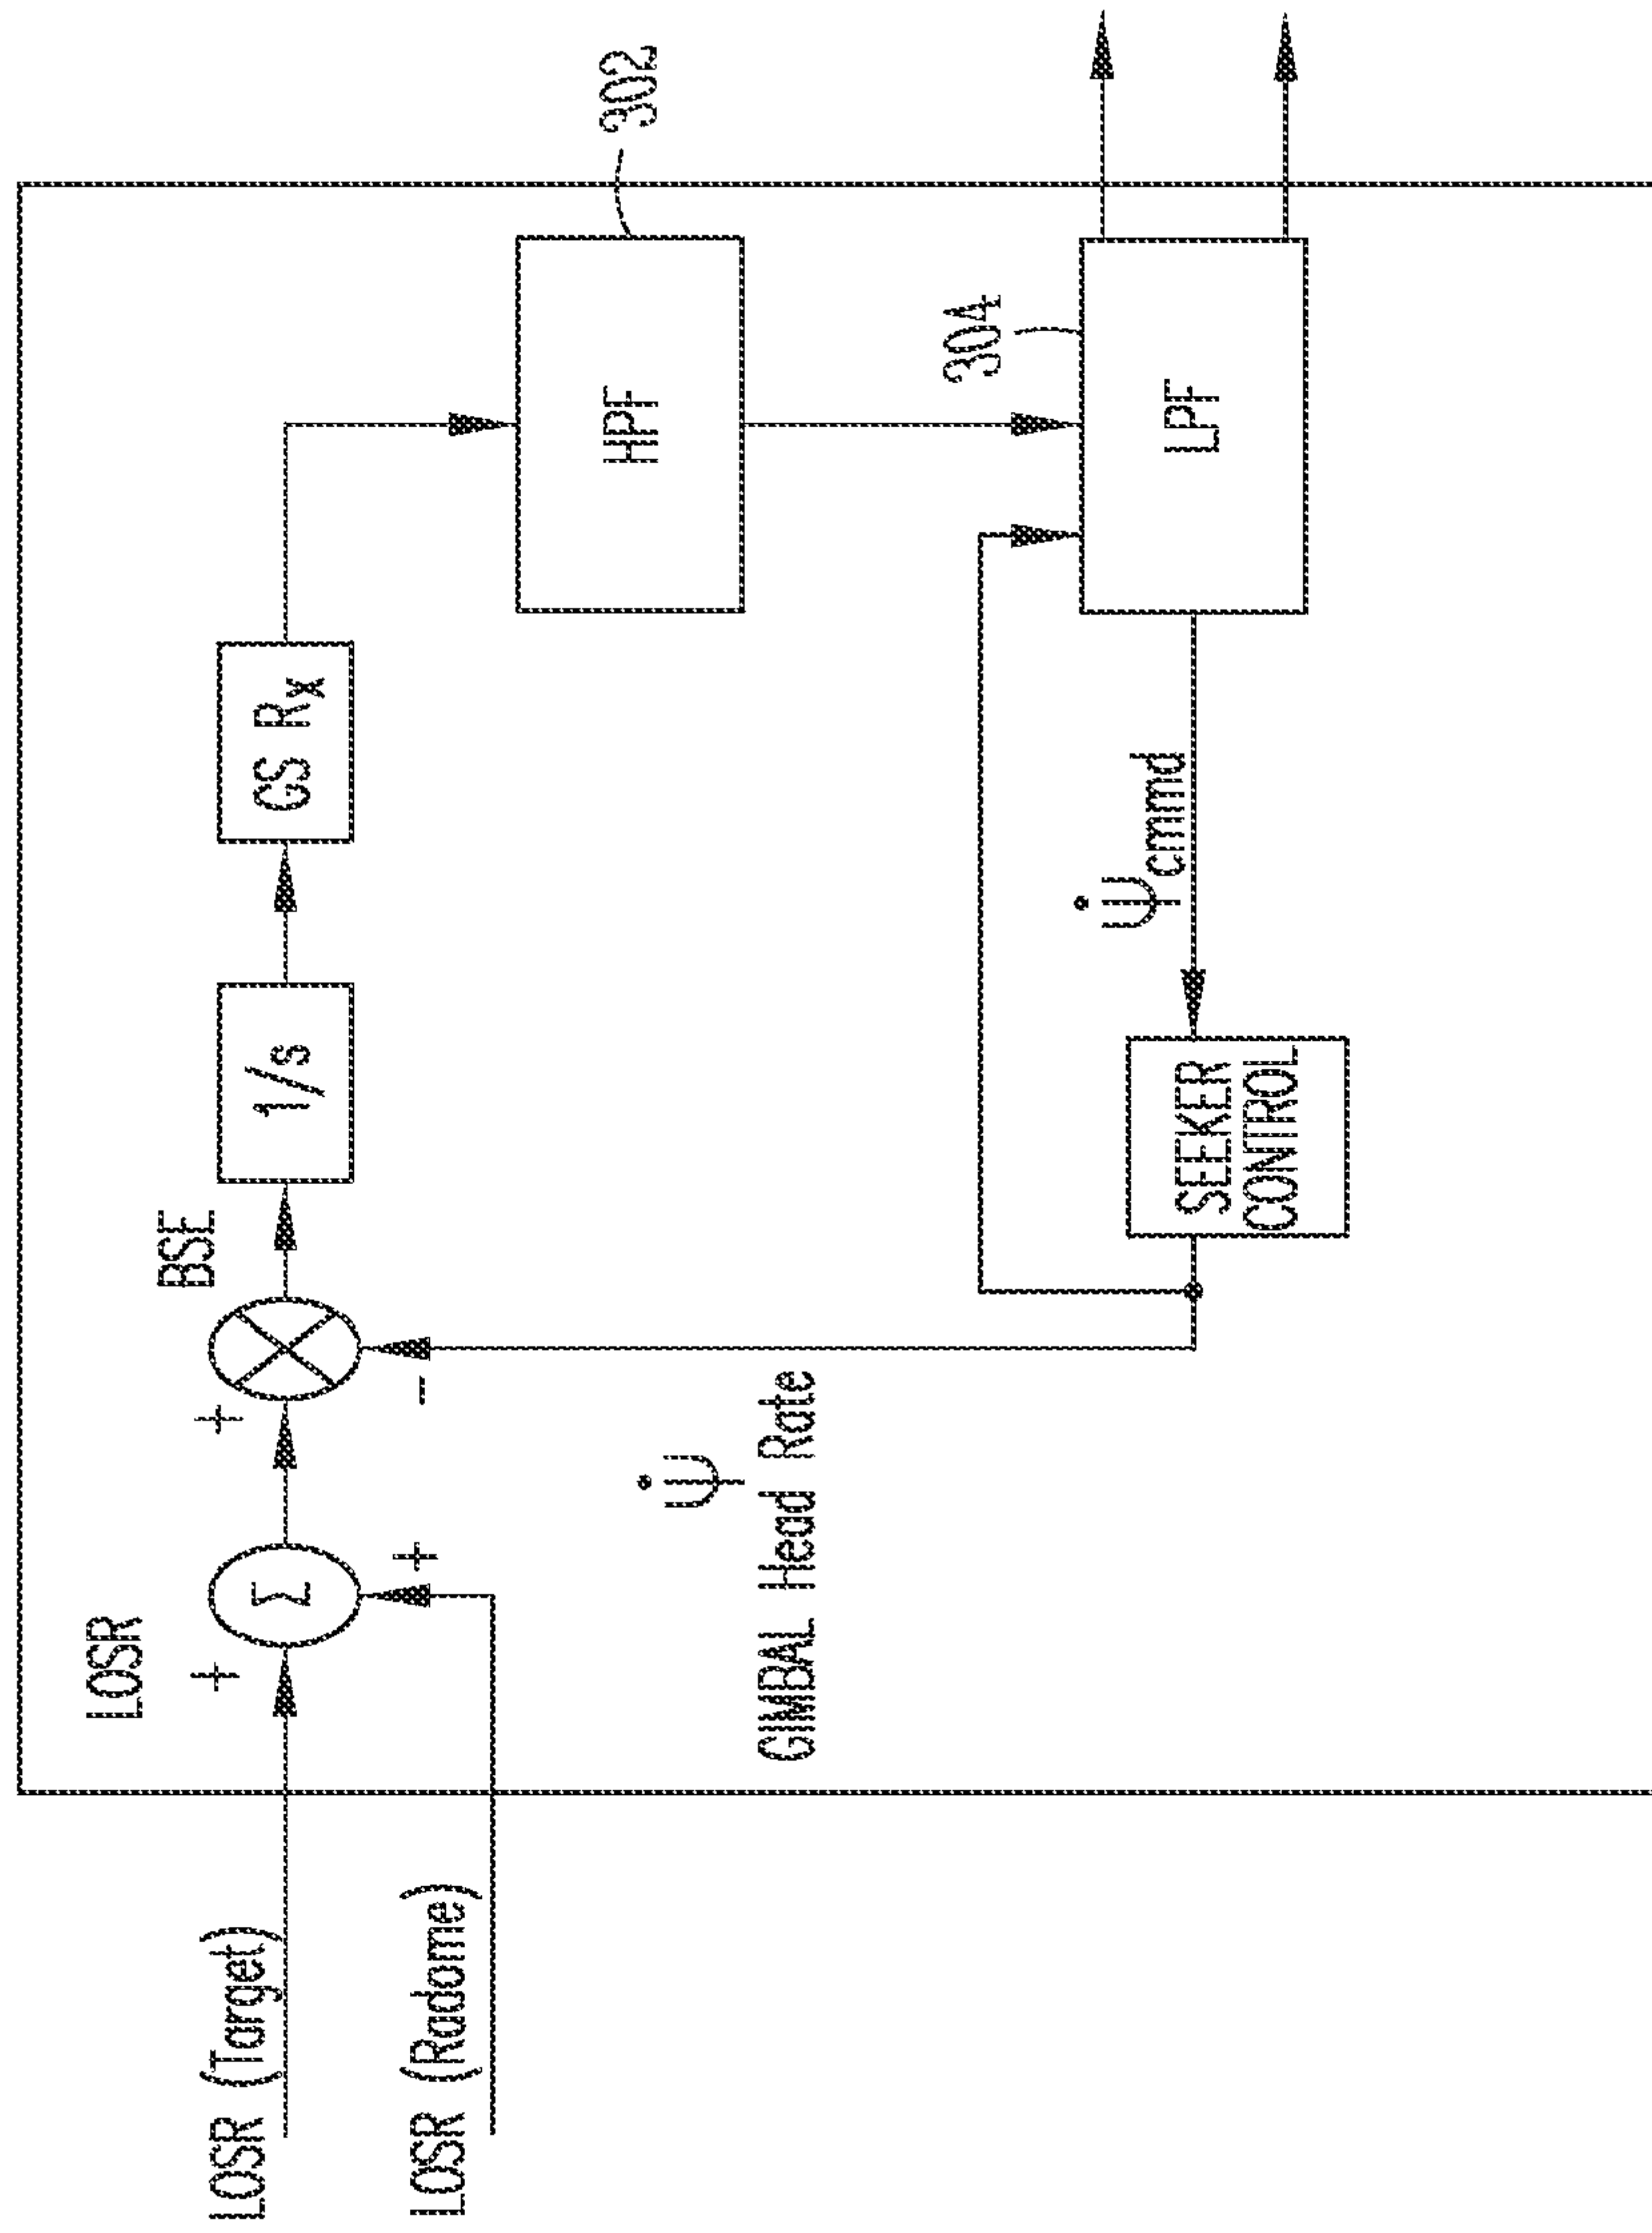 LOSR (Target)
LOSR (Radome)
LOSR
+
Σ
+
+
BSE
-
1/s
GS Rx
HPF
302
304
LPF
ψ̇cmmd
SEEKER
CONTROL
ψ̇
GIMBAL Head Rate